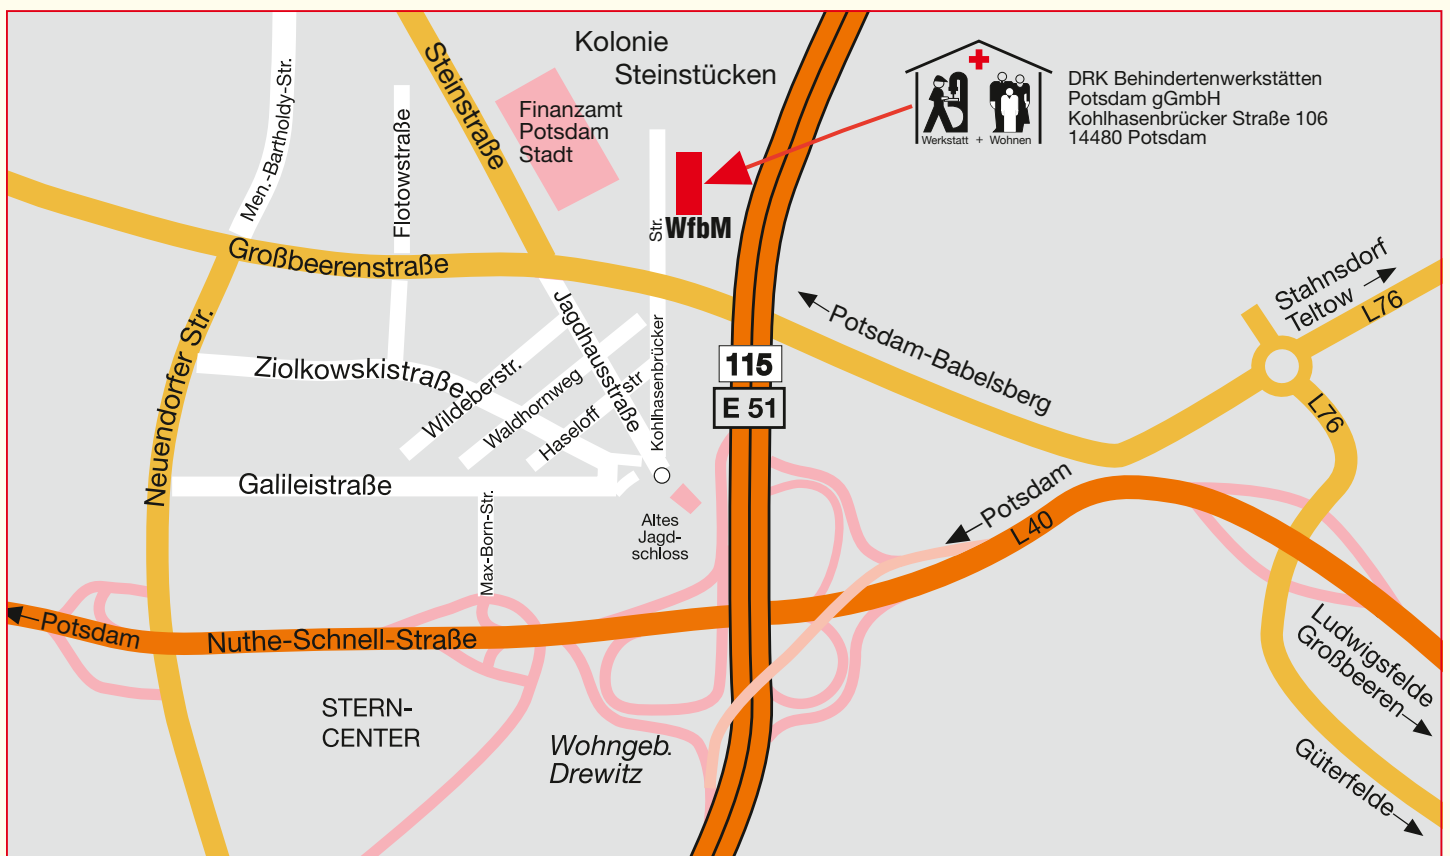 Kolonie
Steinstücken
DRK Behindertenwerkstätten
Potsdam gGmbH
Kohlhasenbrücker Straße 106
14480 Potsdam
Werkstatt + Wohnen
Men.-Bartholdy-Str.
Steinstraße
Finanzamt
Potsdam
Stadt
Flotowstraße
Str.
WfbM
Großbeerenstraße
Stahnsdorf
Teltow
L76
Neuendorfer Str.
Jagdhausstraße
Kohlhasenbrücker
Potsdam-Babelsberg
115
E 51
Ziolkowskistraße
Wildeberstr.
Waldhornweg
Haseloff str
L76
Galileistraße
Max-Born-Str.
Altes
Jagd-
schloss
Potsdam
L40
Potsdam
Nuthe-Schnell-Straße
Ludwigsfelde
Großbeeren
STERN-
CENTER
Wohngeb.
Drewitz
Güterfelde